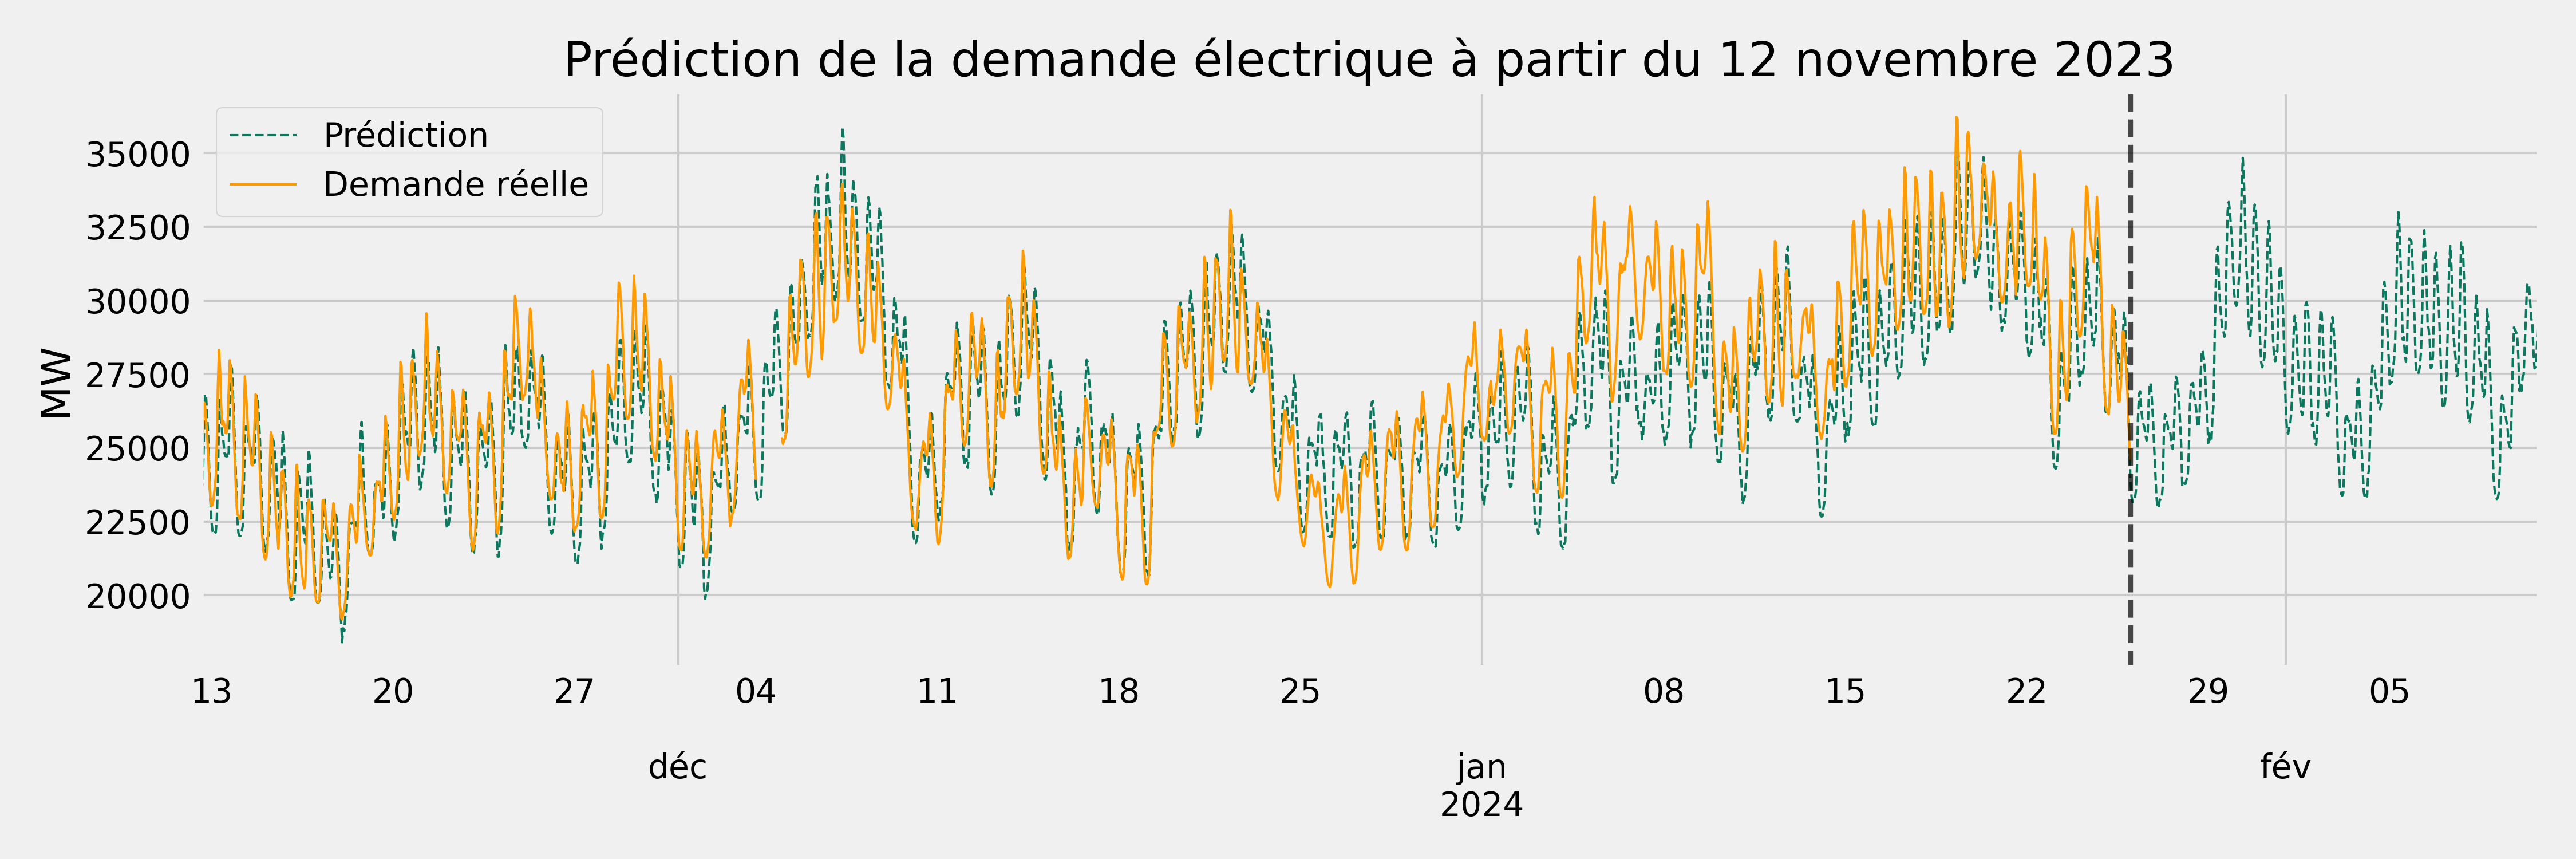 Prédiction de la demande électrique à partir du 12 novembre 2023
Prédiction
Demande réelle
MW
35000
32500
30000
27500
25000
22500
20000
13 20 27 04 11 18 25 08 15 22 29 05
déc jan fév
2024